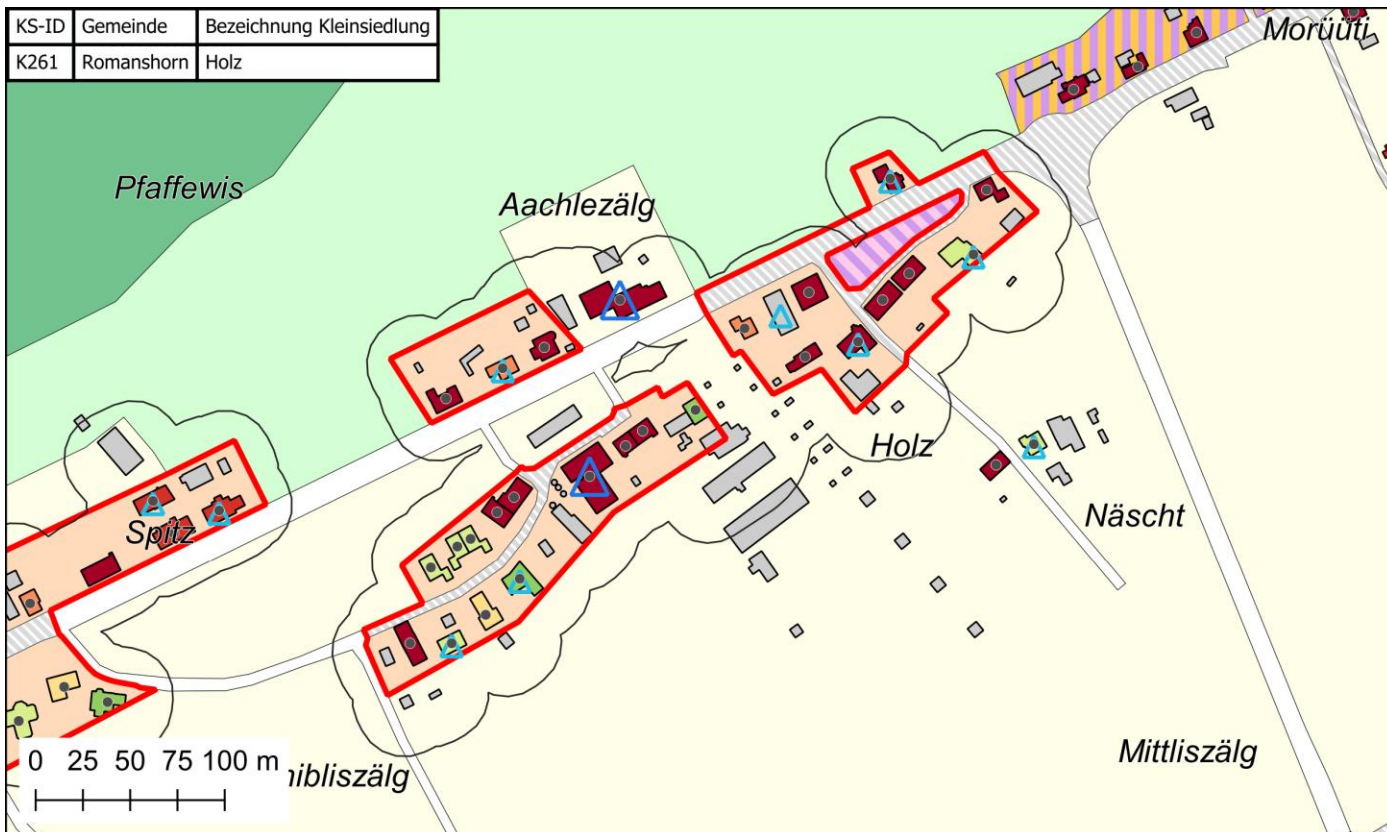 KS-ID Gemeinde Bezeichnung Kleinsiedlung
K261 Romanshorn Holz
Morüüti
Pfaffewis
Aachlezälg
Holz
Spitz
Näscht
Mittliszälg
0 25 50 75 100 m